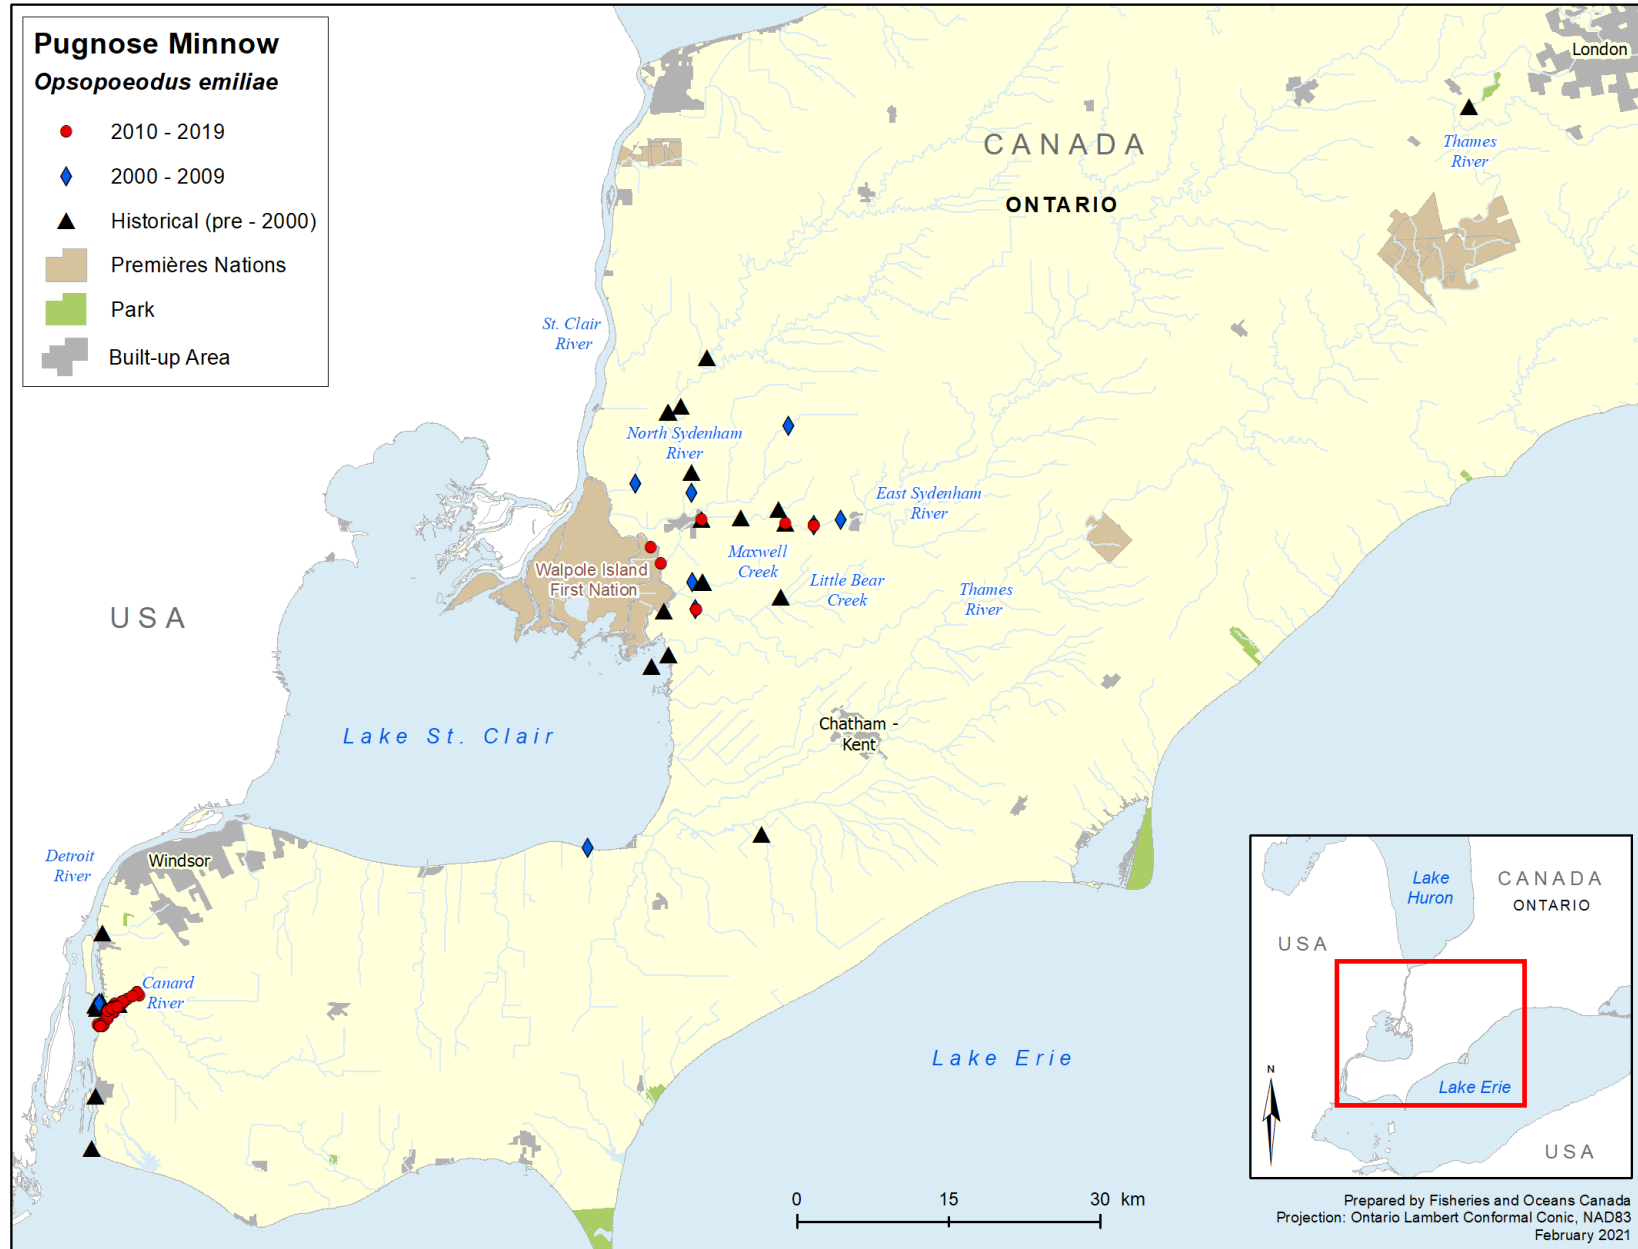 Pugnose Minnow
Opsopoeodus emiliae
2010 - 2019
2000 - 2009
Historical (pre - 2000)
Premières Nations
Park
Built-up Area
London
CANADA
ONTARIO
Thames
River
St. Clair
River
North Sydenham
River
East Sydenham
River
Maxwell
Creek
Little Bear
Creek
Thames
River
Walpole Island
First Nation
USA
Lake St. Clair
Chatham -
Kent
Detroit
River
Windsor
Canard
River
Lake Erie
0 15 30 km
Lake
Huron
CANADA
ONTARIO
USA
Lake Erie
USA
N
Prepared by Fisheries and Oceans Canada
Projection: Ontario Lambert Conformal Conic, NAD83
February 2021